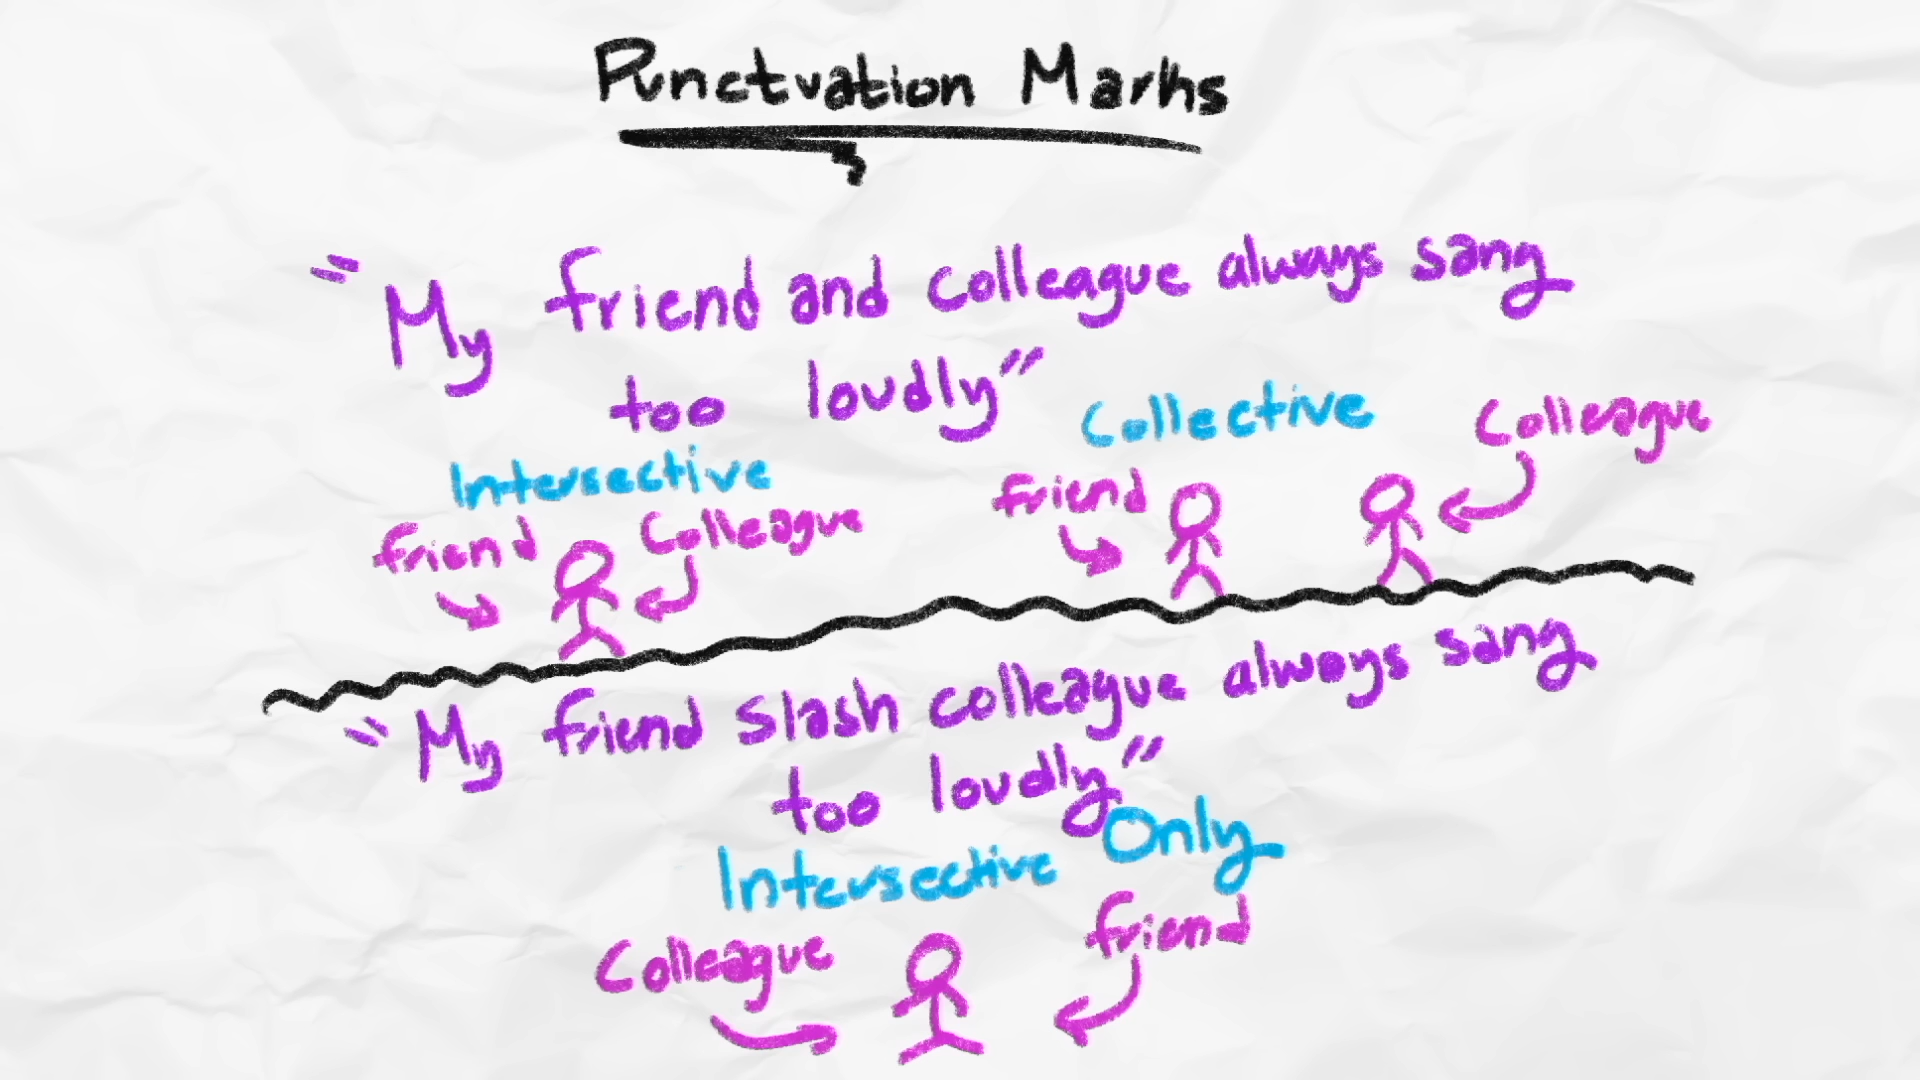 Punctuation Marks
"My friend and colleague always sang
too loudly"
Intersective
friend Colleague
Collective
friend
Colleague
"My friend slash colleague always sang
too loudly"
Intersective Only
Colleague
friend